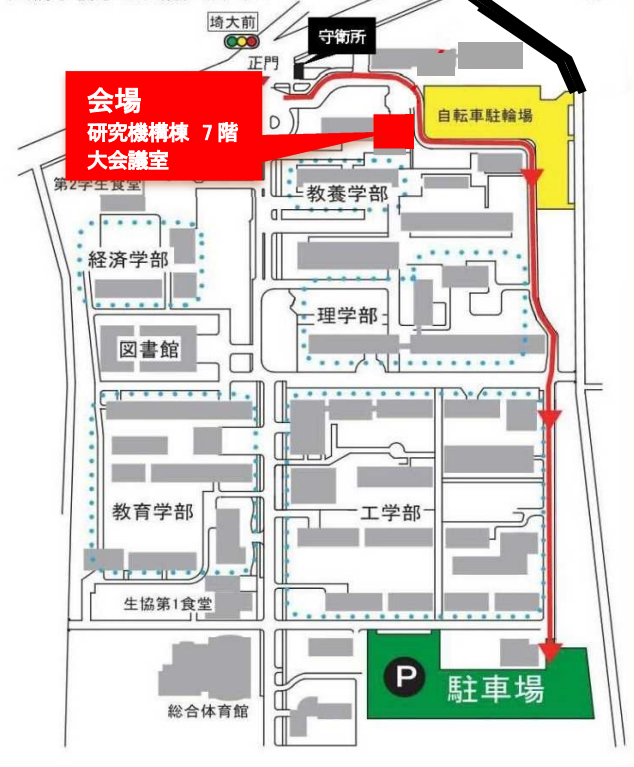 埼大前
守衛所
正門
会場
研究機構棟 7階
大会議室
自転車駐輪場
第2学生食堂
教養学部
経済学部
理学部
図書館
教育学部
工学部
生協第1食堂
P 駐車場
総合体育館